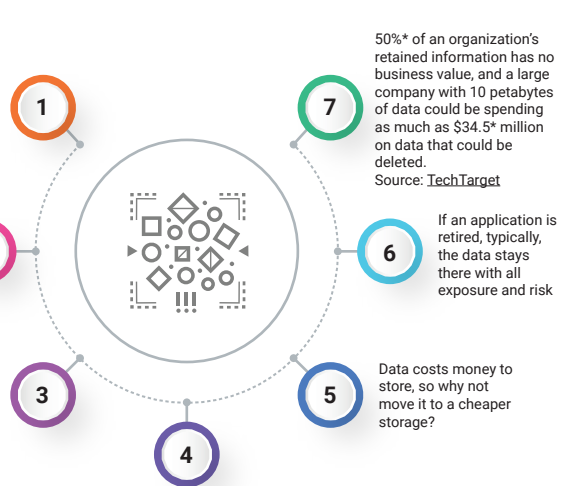 1
7
50%* of an organization's
retained information has no
business value, and a large
company with 10 petabytes
of data could be spending
as much as $34.5* million
on data that could be
deleted.
Source: TechTarget
6
If an application is
retired, typically,
the data stays
there with all
exposure and risk
3
5
Data costs money to
store, so why not
move it to a cheaper
storage?
4